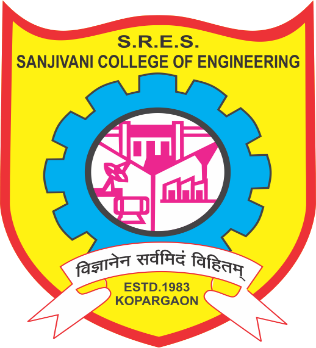 S.R.E.S.
SANJIVANI COLLEGE OF ENGINEERING
विज्ञानेन सर्वमिदं विहितम्
ESTD.1983
KOPARGAON